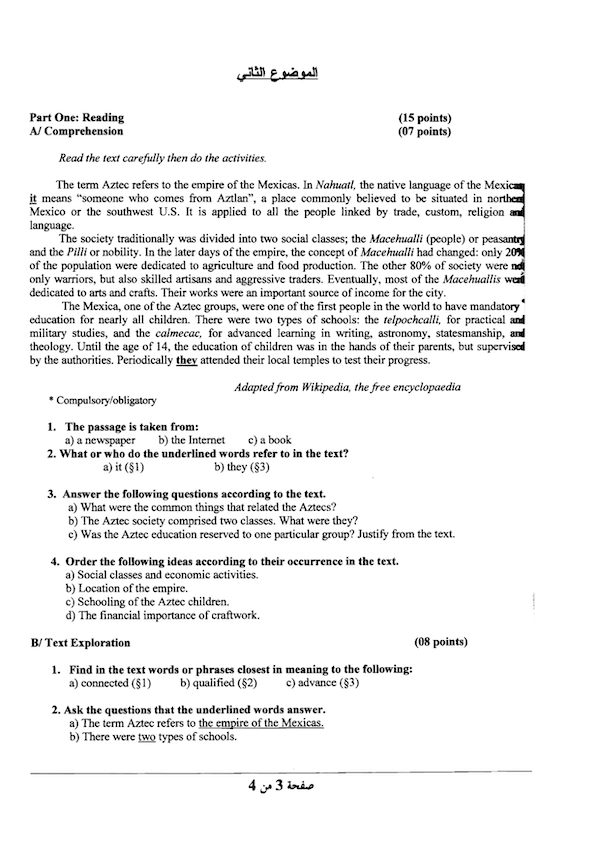 الموضوع الثاني
Part One: Reading (15 points)
A/ Comprehension (07 points)
Read the text carefully then do the activities.
The term Aztec refers to the empire of the Mexicas. In Nahuatl, the native language of the Mexicas,
it means “someone who comes from Aztlan”, a place commonly believed to be situated in northern
Mexico or the southwest U.S. It is applied to all the people linked by trade, custom, religion and
language.
The society traditionally was divided into two social classes; the Macehualli (people) or peasantry
and the Pilli or nobility. In the later days of the empire, the concept of Macehualli had changed: only 20%
of the population were dedicated to agriculture and food production. The other 80% of society were not
only warriors, but also skilled artisans and aggressive traders. Eventually, most of the Macehuallis were
dedicated to arts and crafts. Their works were an important source of income for the city.
The Mexica, one of the Aztec groups, were one of the first people in the world to have mandatory*
education for nearly all children. There were two types of schools: the telpochcalli, for practical and
military studies, and the calmecac, for advanced learning in writing, astronomy, statesmanship, and
theology. Until the age of 14, the education of children was in the hands of their parents, but supervised
by the authorities. Periodically they attended their local temples to test their progress.
Adapted from Wikipedia, the free encyclopaedia
* Compulsory/obligatory
1. The passage is taken from:
a) a newspaper b) the Internet c) a book
2. What or who do the underlined words refer to in the text?
a) it (§1) b) they (§3)
3. Answer the following questions according to the text.
a) What were the common things that related the Aztecs?
b) The Aztec society comprised two classes. What were they?
c) Was the Aztec education reserved to one particular group? Justify from the text.
4. Order the following ideas according to their occurrence in the text.
a) Social classes and economic activities.
b) Location of the empire.
c) Schooling of the Aztec children.
d) The financial importance of craftwork.
B/ Text Exploration (08 points)
1. Find in the text words or phrases closest in meaning to the following:
a) connected (§1) b) qualified (§2) c) advance (§3)
2. Ask the questions that the underlined words answer.
a) The term Aztec refers to the empire of the Mexicas.
b) There were two types of schools.
صفحة 3 من 4